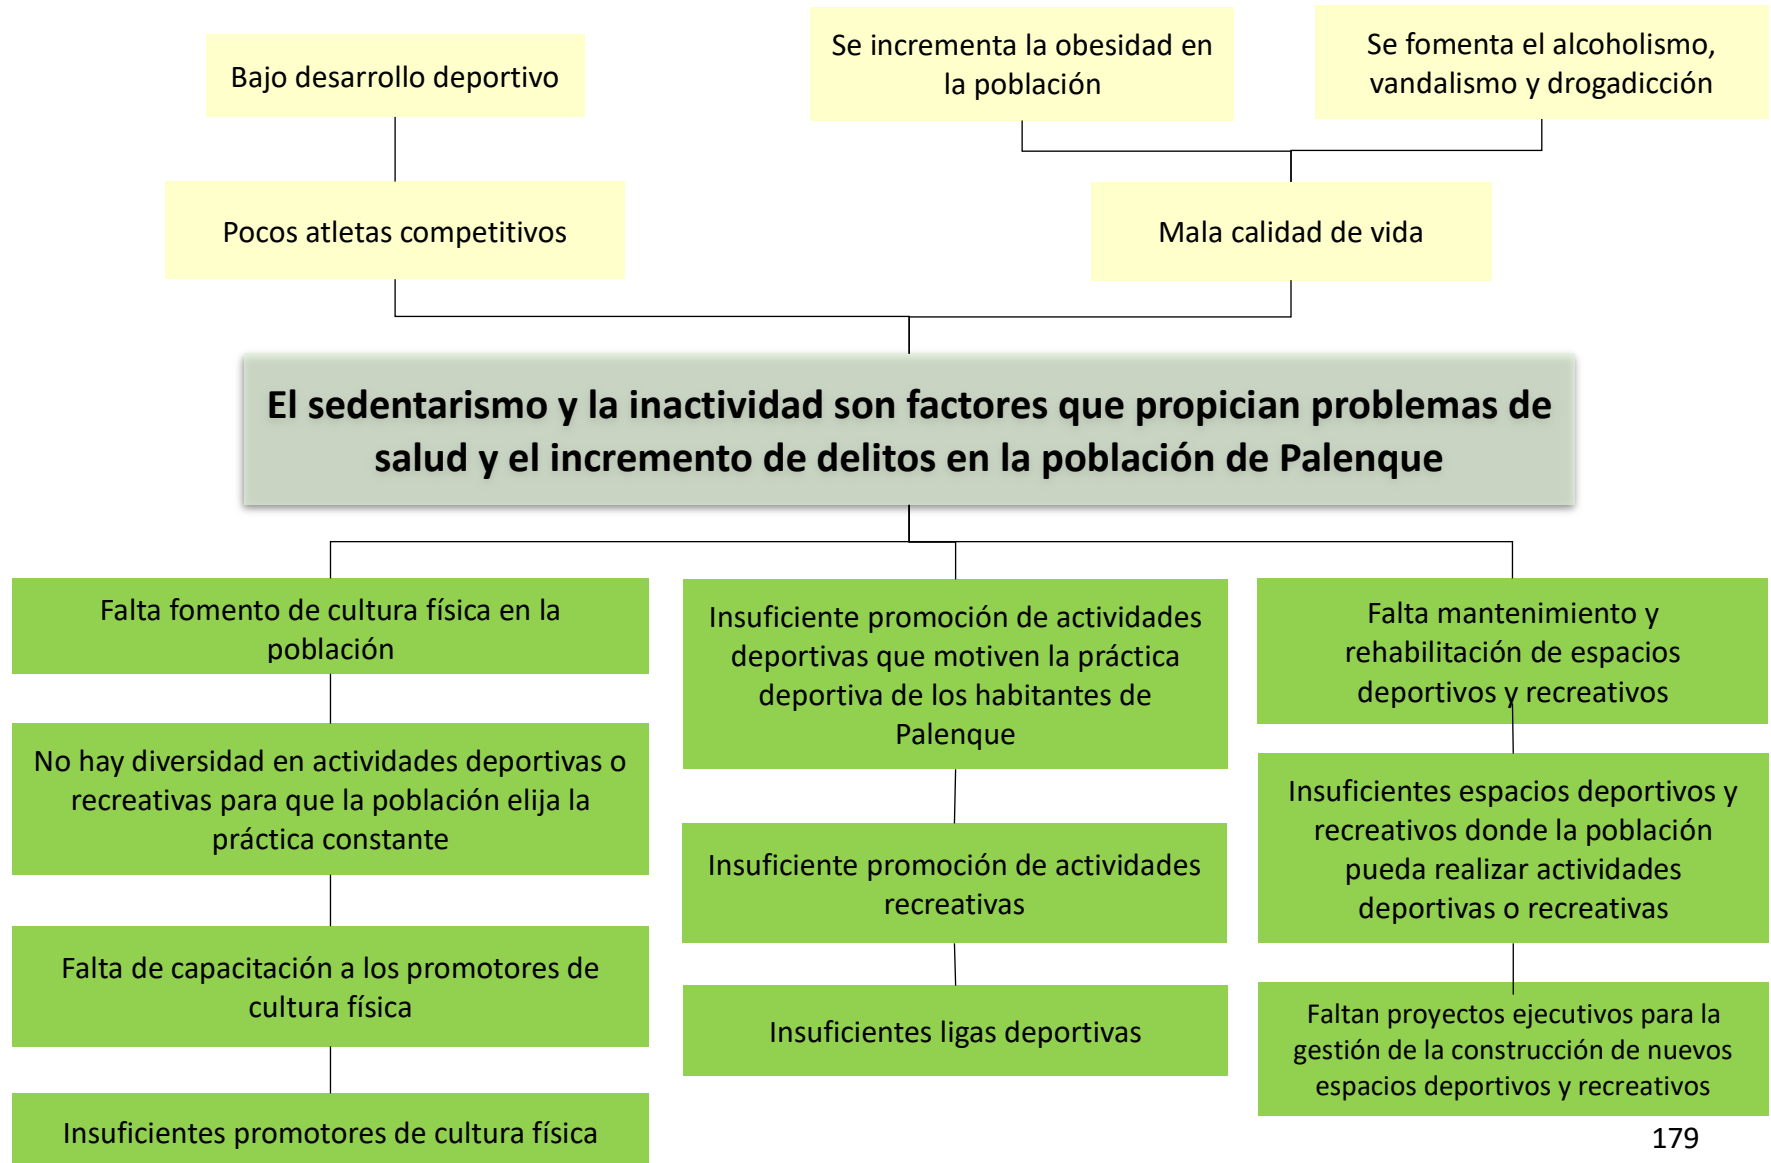 Bajo desarrollo deportivo
Se incrementa la obesidad en
la población
Se fomenta el alcoholismo,
vandalismo y drogadicción
Pocos atletas competitivos
Mala calidad de vida
El sedentarismo y la inactividad son factores que propician problemas de
salud y el incremento de delitos en la población de Palenque
Falta fomento de cultura física en la
población
No hay diversidad en actividades deportivas o
recreativas para que la población elija la
práctica constante
Falta de capacitación a los promotores de
cultura física
Insuficientes promotores de cultura física
Insuficiente promoción de actividades
deportivas que motiven la práctica
deportiva de los habitantes de
Palenque
Insuficiente promoción de actividades
recreativas
Insuficientes ligas deportivas
Falta mantenimiento y
rehabilitación de espacios
deportivos y recreativos
Insuficientes espacios deportivos y
recreativos donde la población
pueda realizar actividades
deportivas o recreativas
Faltan proyectos ejecutivos para la
gestión de la construcción de nuevos
espacios deportivos y recreativos
179